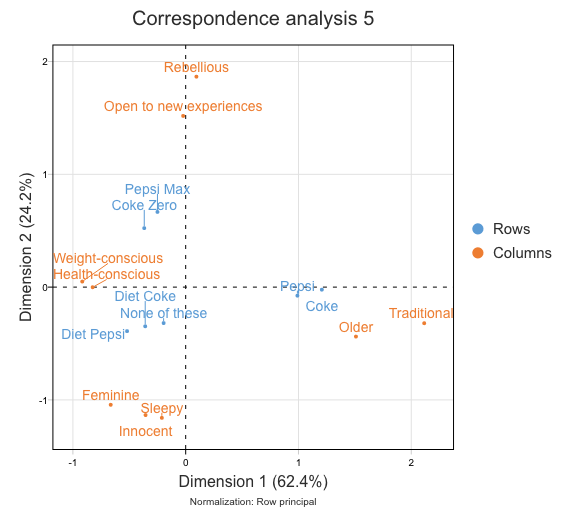 Correspondence analysis 5
Rebellious
Open to new experiences
Pepsi Max
Coke Zero
Weight-conscious
Health-conscious
Diet Coke
None of these
Diet Pepsi
Pepsi
Coke
Traditional
Older
Feminine
Sleepy
Innocent
Rows
Columns
Dimension 2 (24.2%)
2
1
0
-1
-1
0
1
2
Dimension 1 (62.4%)
Normalization: Row principal